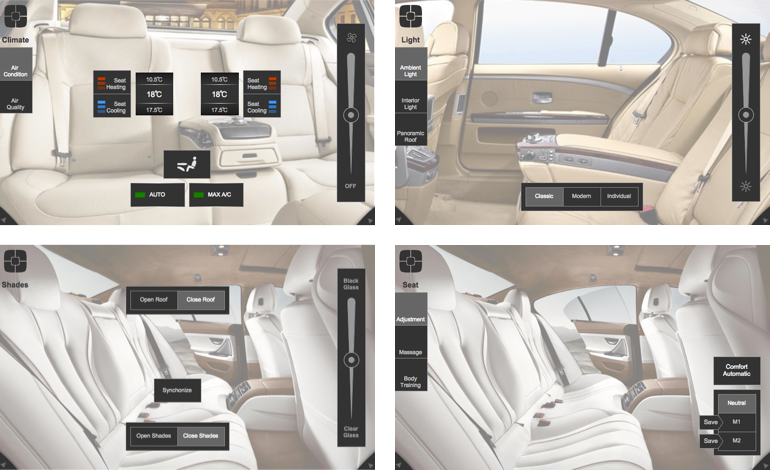 Climate
Air
Condition
Air
Quality
Seat
Heating
Seat
Cooling
10.5℃
18℃
17.5℃
10.5℃
18℃
17.5℃
Seat
Heating
Seat
Cooling
AUTO
MAX A/C
OFF
Light
Ambient
Light
Interior
Light
Panoramic
Roof
Classic
Modern
Individual
Shades
Open Roof
Close Roof
Synchonize
Open Shades
Close Shades
Black
Glass
Clear
Glass
Seat
Adjustment
Massage
Body
Training
Comfort
Automatic
Neutral
Save
M1
Save
M2